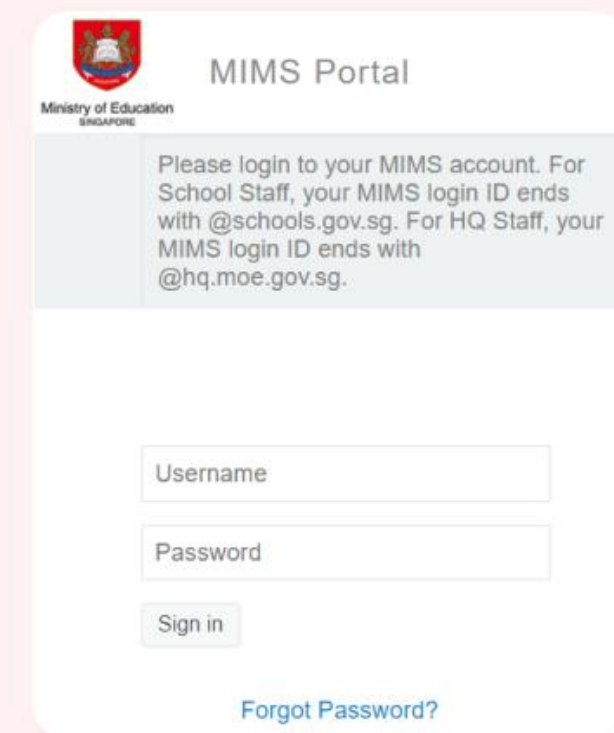 MIMS Portal
Ministry of Education
SINGAPORE
Please login to your MIMS account. For
School Staff, your MIMS login ID ends
with @schools.gov.sg. For HQ Staff, your
MIMS login ID ends with
@hq.moe.gov.sg.
Username
Password
Sign in
Forgot Password?